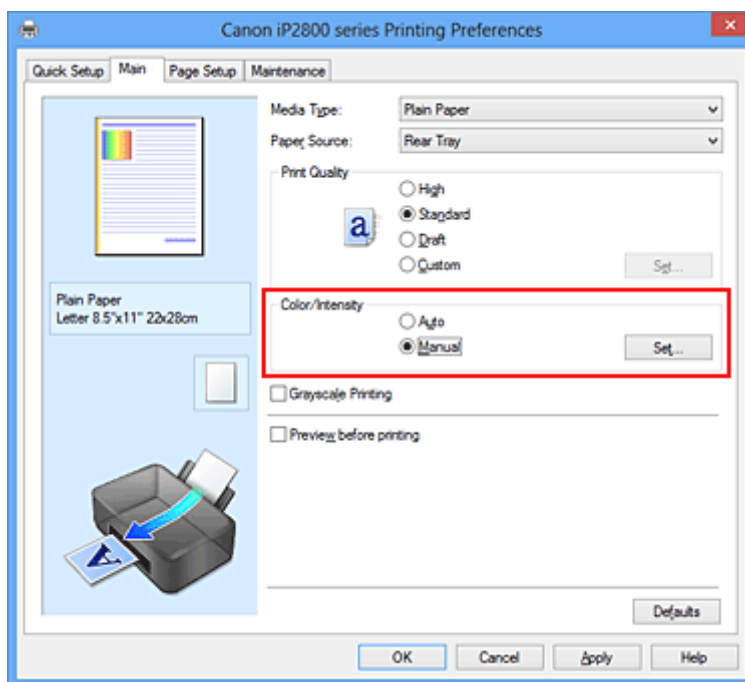 Canon iP2800 series Printing Preferences
Quick Setup Main Page Setup Maintenance
Media Type: Plain Paper
Paper Source: Rear Tray
Print Quality
High
a Standard
Draft
Custom Set...
Plain Paper
Letter 8.5"x11" 22x28cm
Color/Intensity
Auto
Manual Set...
Grayscale Printing
Preview before printing
A
Defaults
OK Cancel Apply Help